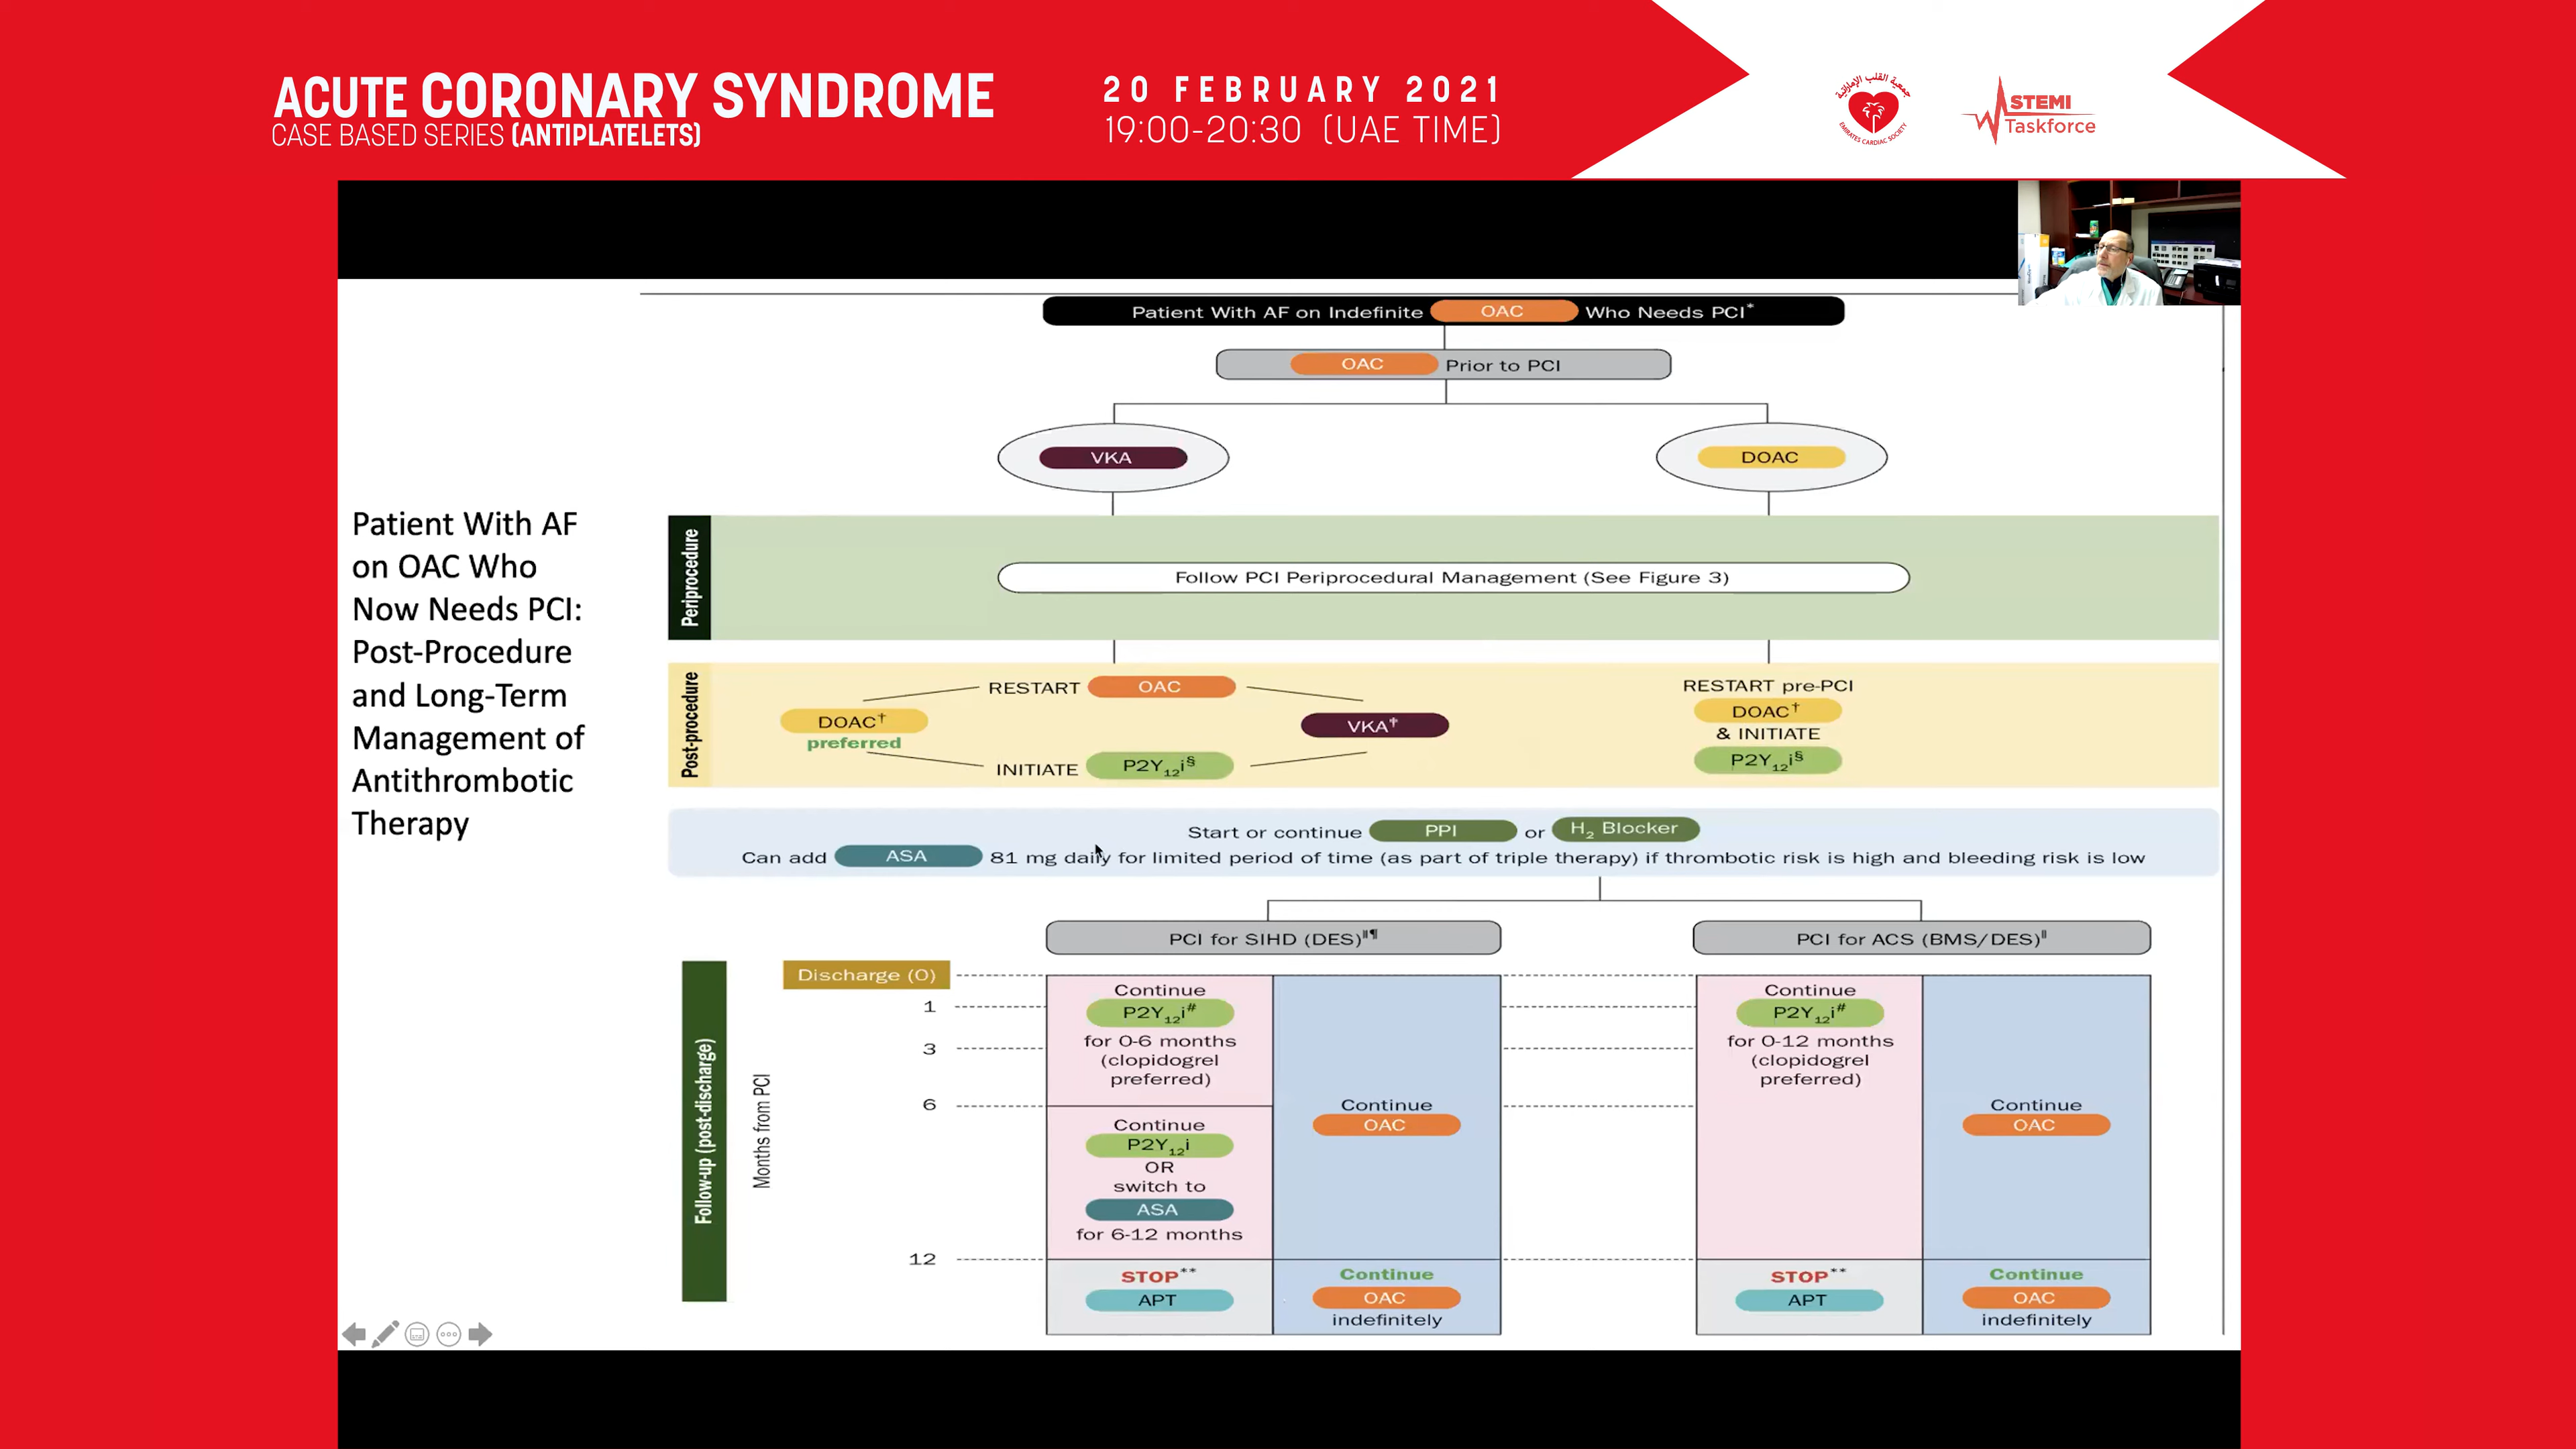 ACUTE CORONARY SYNDROME
CASE BASED SERIES (ANTIPLATELETS)
20 FEBRUARY 2021
19:00-20:30 (UAE TIME)
جمعية القلب الإماراتية
EMIRATES CARDIAC SOCIETY
STEMI
Taskforce
Patient With AF on Indefinite OAC Who Needs PCI*
OAC Prior to PCI
VKA
DOAC
Patient With AF
on OAC Who
Now Needs PCI:
Post-Procedure
and Long-Term
Management of
Antithrombotic
Therapy
Periprocedure
Follow PCI Periprocedural Management (See Figure 3)
Post-procedure
RESTART OAC
DOAC†
preferred
VKA‡
INITIATE P2Y₁₂i§
RESTART pre-PCI
DOAC†
& INITIATE
P2Y₁₂i§
Start or continue PPI or H₂ Blocker
Can add ASA 81 mg daily for limited period of time (as part of triple therapy) if thrombotic risk is high and bleeding risk is low
PCI for SIHD (DES)‖¶
PCI for ACS (BMS/DES)‖
Follow-up (post-discharge)
Months from PCI
Discharge (0)
1
3
6
12
Continue
P2Y₁₂i#
for 0-6 months
(clopidogrel
preferred)
Continue
P2Y₁₂i
OR
switch to
ASA
for 6-12 months
STOP**
APT
Continue
OAC
Continue
OAC
indefinitely
Continue
P2Y₁₂i#
for 0-12 months
(clopidogrel
preferred)
STOP**
APT
Continue
OAC
Continue
OAC
indefinitely